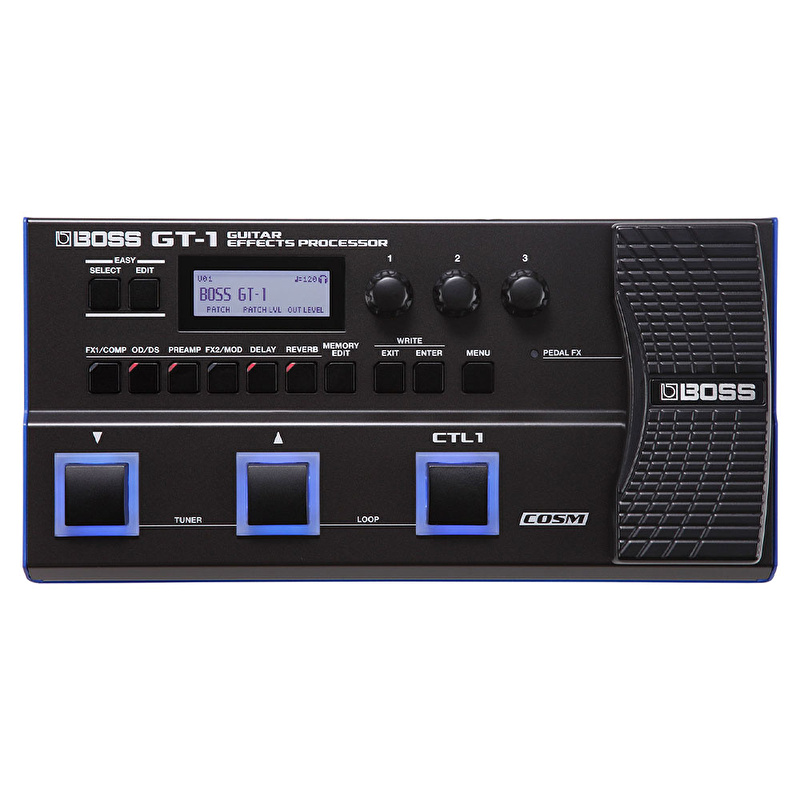 BOSS GT-1 GUITAR EFFECTS PROCESSOR
EASY
SELECT EDIT
U01 ♩=120
BOSS GT-1
PATCH PATCH LVL OUT LEVEL
1 2 3
FX1/COMP OD/DS PREAMP FX2/MOD DELAY REVERB MEMORY EDIT
WRITE
EXIT ENTER
MENU
PEDAL FX
BOSS
▼ ▲ CTL1
TUNER LOOP
COSM